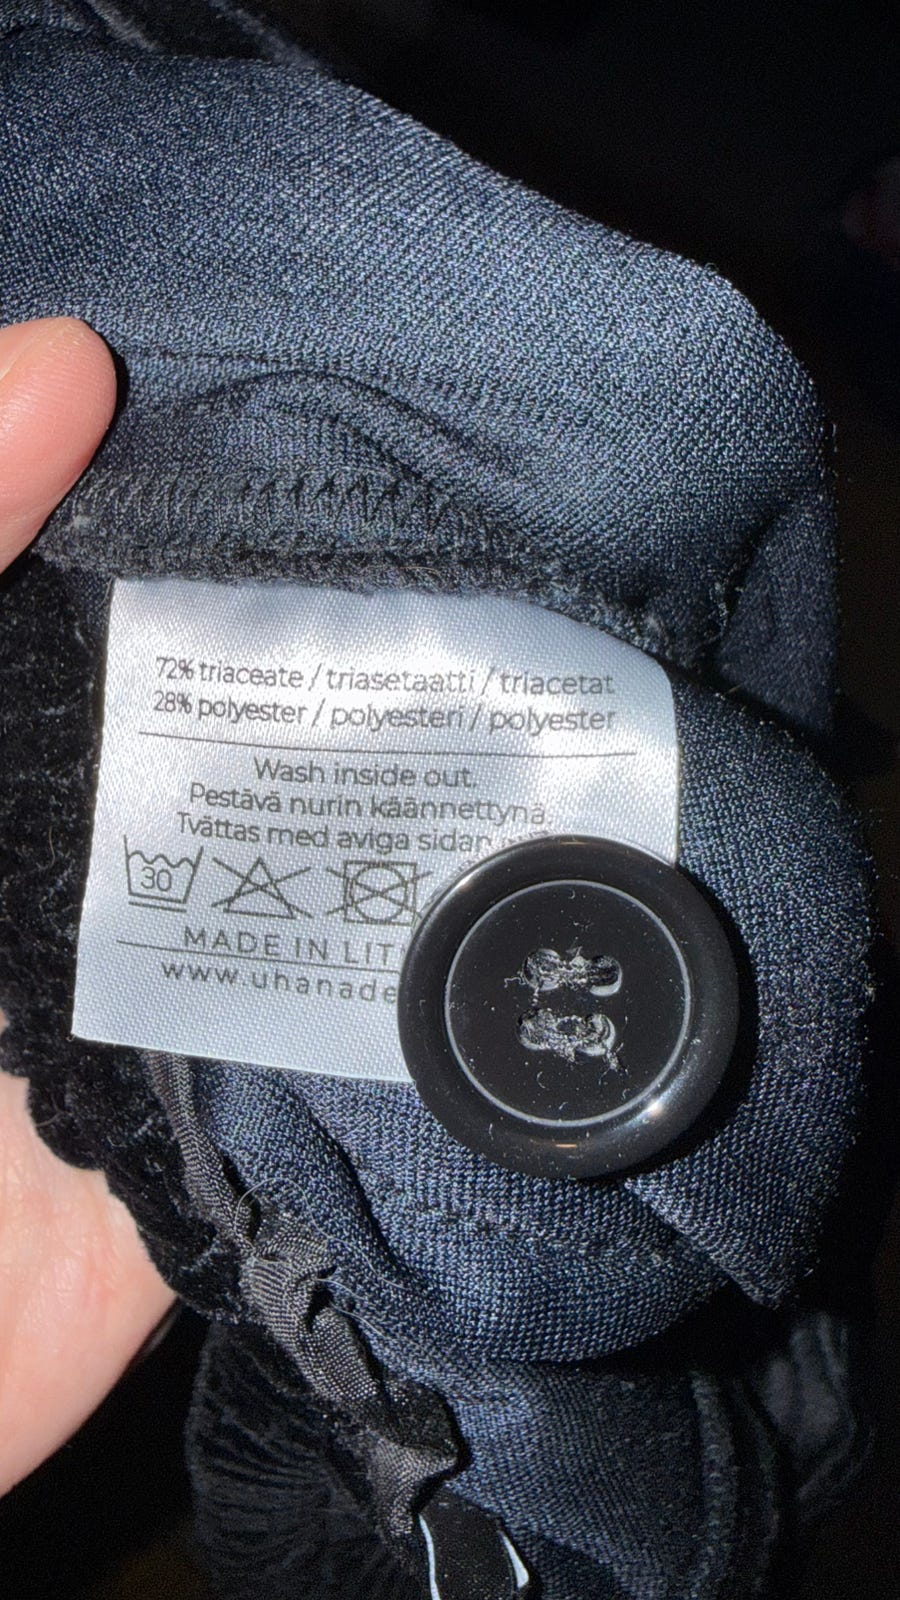 72% triaceate / triasetaatti / triacetat
28% polyester / polyesteri / polyester
Wash inside out.
Pestävä nurin käännettynä.
Tvättas med aviga sidan
30
MADE IN LIT
www.uhanade